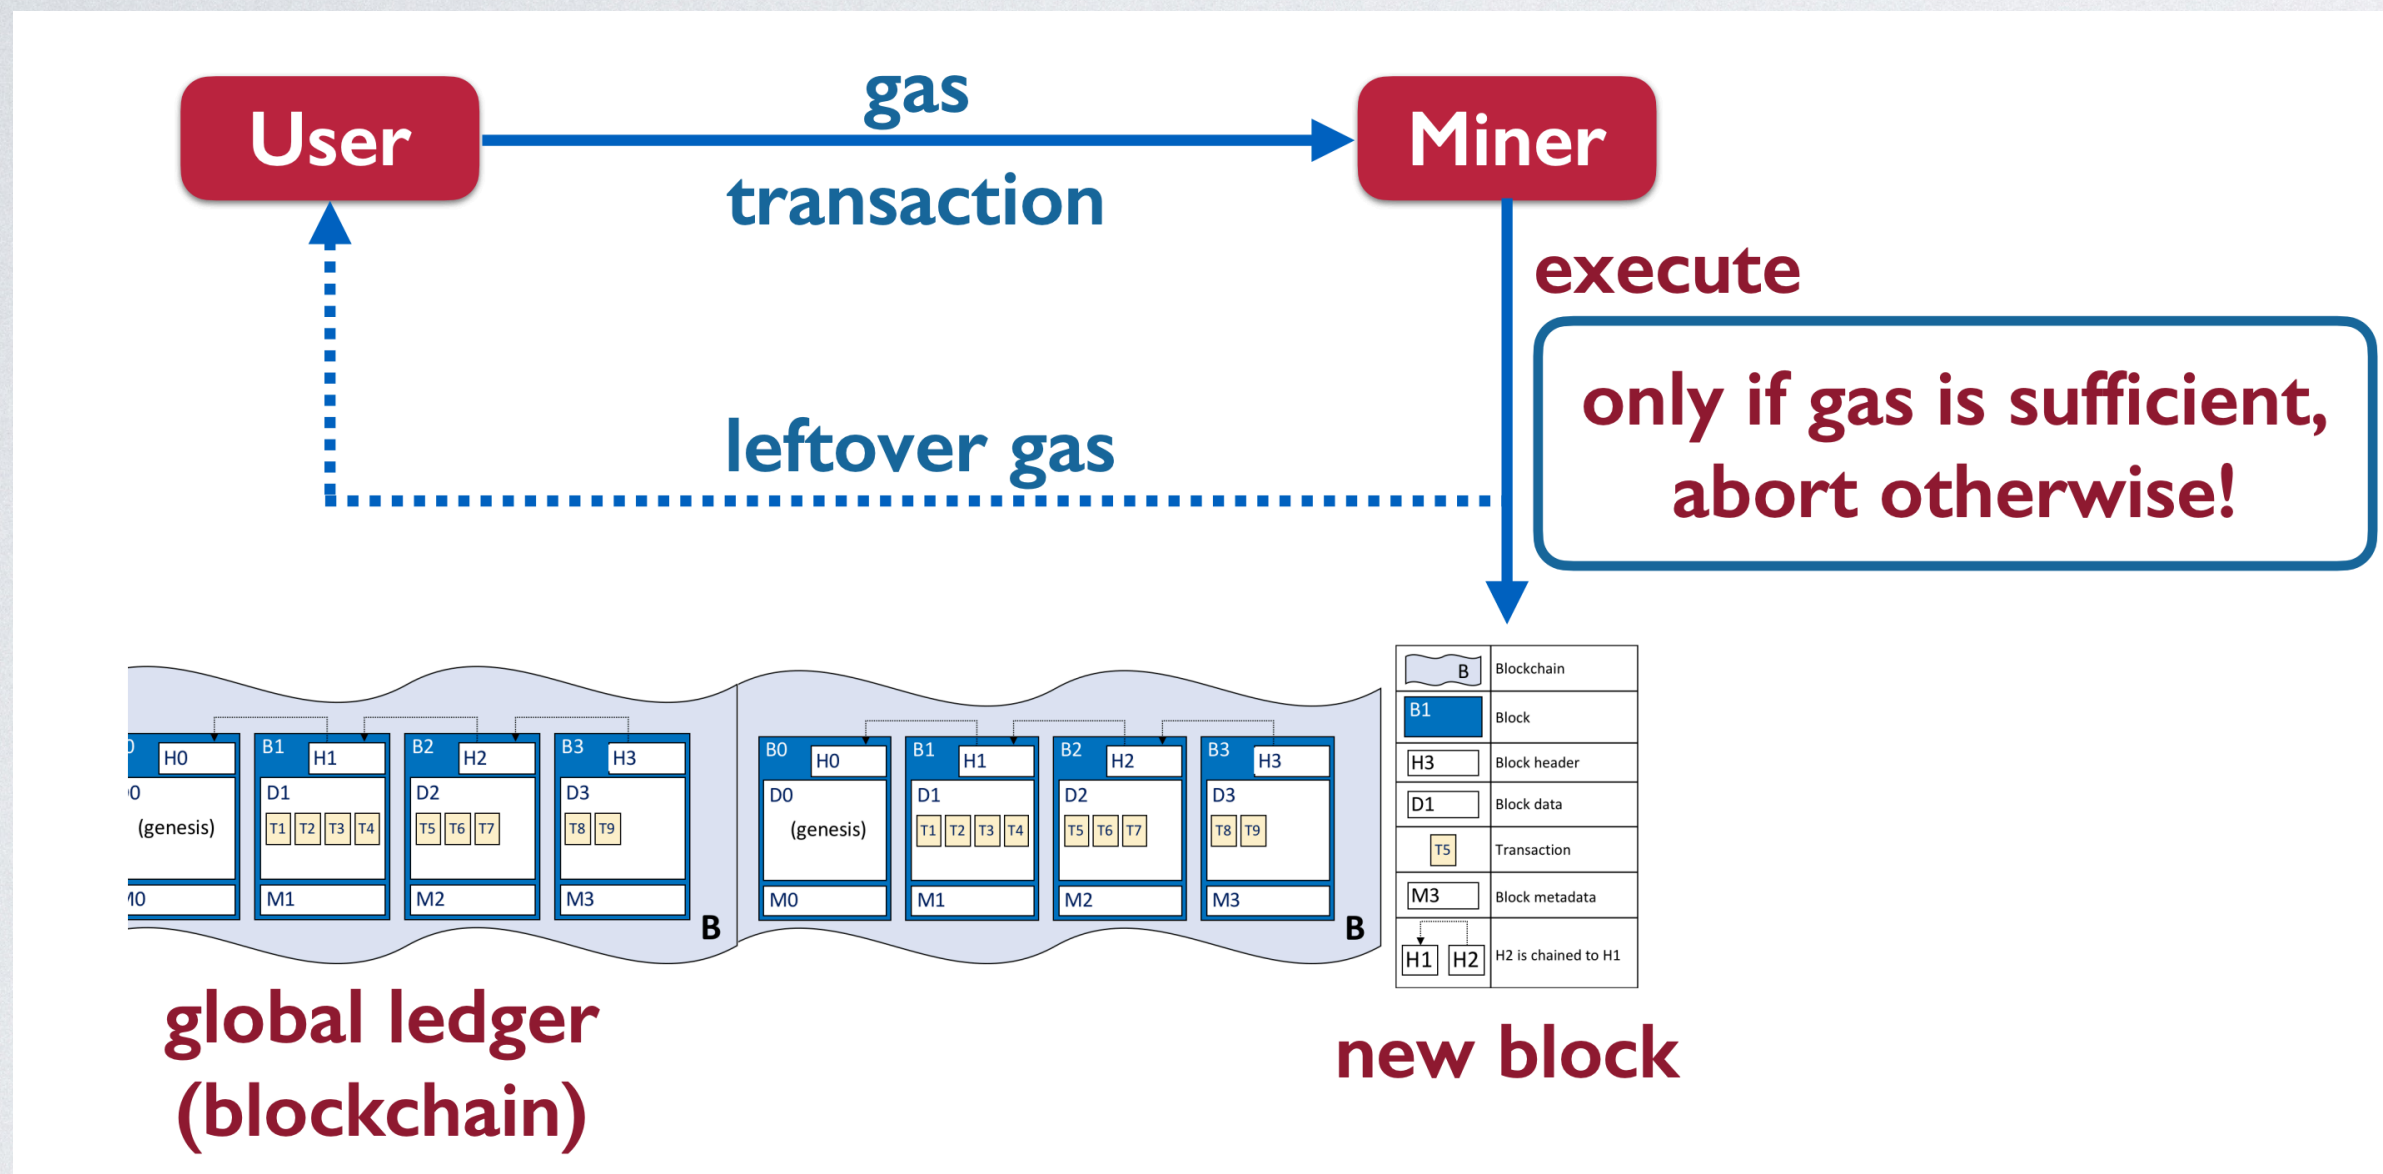 User
gas
transaction
Miner
execute
only if gas is sufficient,
abort otherwise!
leftover gas
H0
(genesis)
B1 H1
D1
T1 T2 T3 T4
M1
B2 H2
D2
T5 T6 T7
M2
B3 H3
D3
T8 T9
M3
B
B0 H0
D0
(genesis)
M0
B1 H1
D1
T1 T2 T3 T4
M1
B2 H2
D2
T5 T6 T7
M2
B3 H3
D3
T8 T9
M3
B
B Blockchain
B1 Block
H3 Block header
D1 Block data
T5 Transaction
M3 Block metadata
H1 H2 H2 is chained to H1
global ledger
(blockchain)
new block